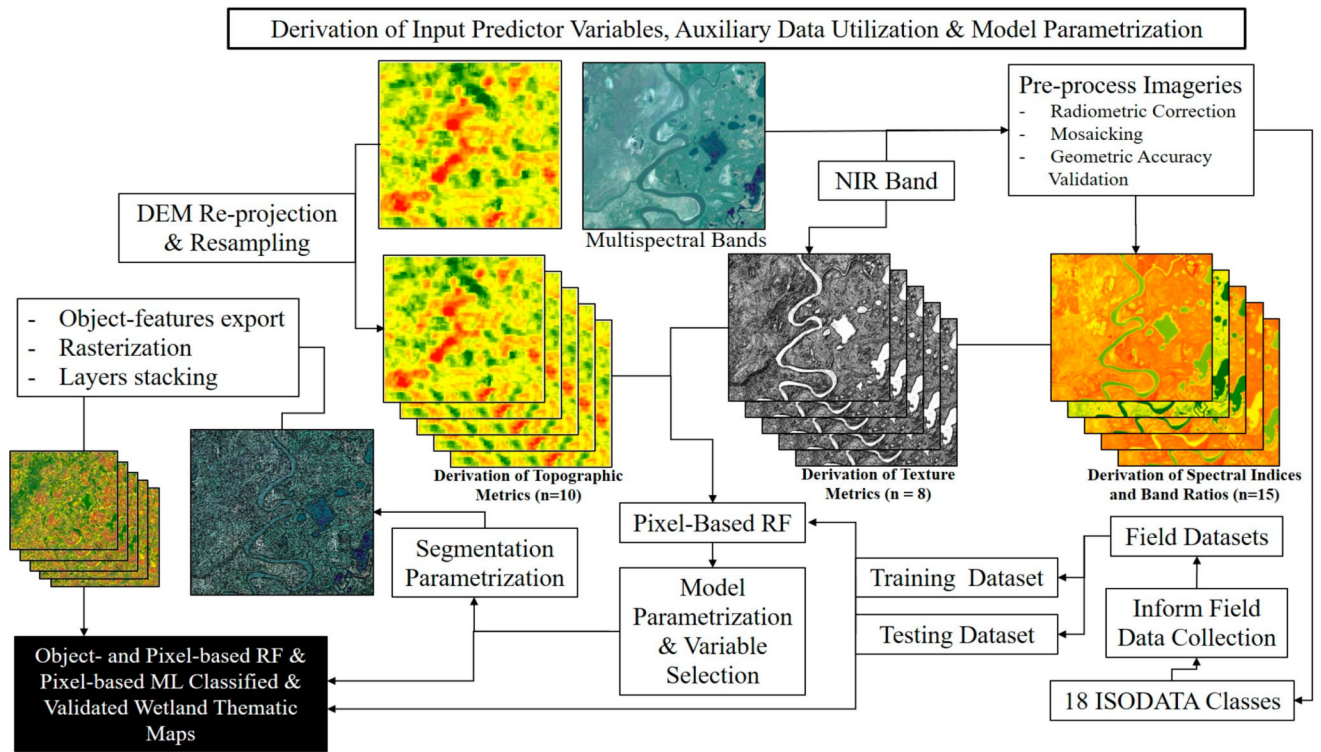 Derivation of Input Predictor Variables, Auxiliary Data Utilization & Model Parametrization
Pre-process Imageries
- Radiometric Correction
- Mosaicking
- Geometric Accuracy
Validation
NIR Band
DEM Re-projection
& Resampling
Multispectral Bands
- Object-features export
- Rasterization
- Layers stacking
Derivation of Topographic
Metrics (n=10)
Derivation of Texture
Metrics (n = 8)
Derivation of Spectral Indices
and Band Ratios (n=15)
Pixel-Based RF
Segmentation
Parametrization
Model
Parametrization
& Variable
Selection
Training Dataset
Testing Dataset
Field Datasets
Inform Field
Data Collection
18 ISODATA Classes
Object- and Pixel-based RF &
Pixel-based ML Classified &
Validated Wetland Thematic
Maps